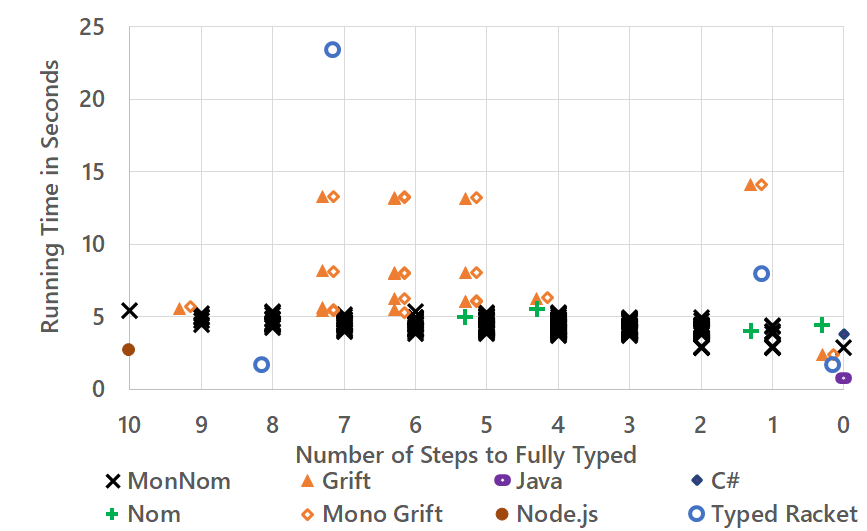 25
20
15
10
5
0
Running Time in Seconds
10 9 8 7 6 5 4 3 2 1 0
Number of Steps to Fully Typed
MonNom Grift Java C#
Nom Mono Grift Node.js Typed Racket